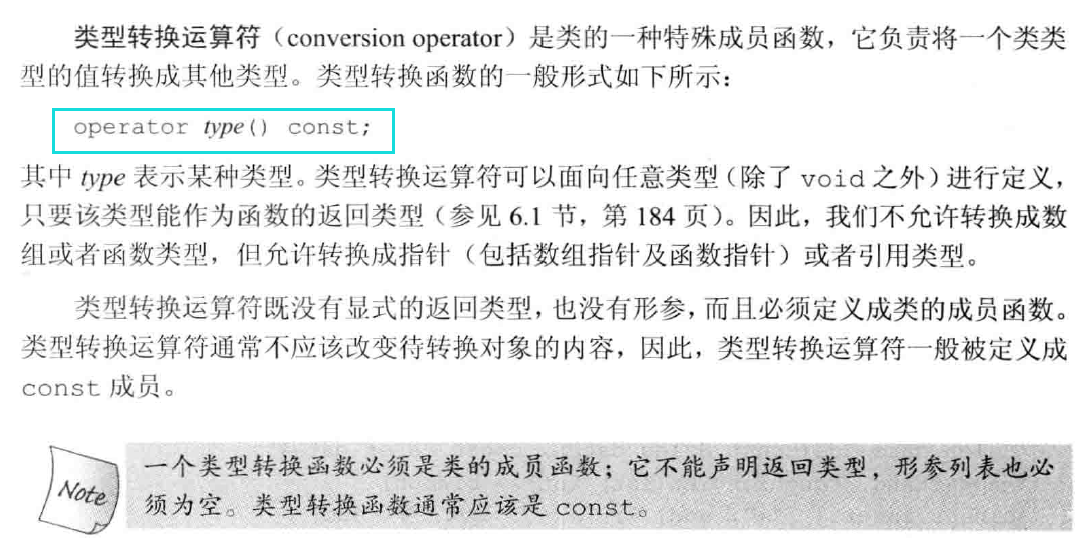 类型转换运算符（conversion operator）是类的一种特殊成员函数，它负责将一个类类
型的值转换成其他类型。类型转换函数的一般形式如下所示：
operator type() const;
其中 type 表示某种类型。类型转换运算符可以面向任意类型（除了 void 之外）进行定义，
只要该类型能作为函数的返回类型（参见 6.1 节，第 184 页）。因此，我们不允许转换成数
组或者函数类型，但允许转换成指针（包括数组指针及函数指针）或者引用类型。
类型转换运算符既没有显式的返回类型，也没有形参，而且必须定义成类的成员函数。
类型转换运算符通常不应该改变待转换对象的内容，因此，类型转换运算符一般被定义成
const 成员。
Note
一个类型转换函数必须是类的成员函数；它不能声明返回类型，形参列表也必
须为空。类型转换函数通常应该是 const。